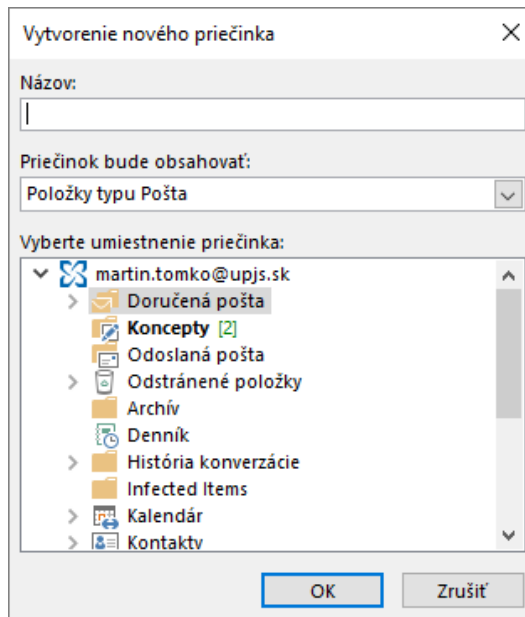 Vytvorenie nového priečinka
Názov:
Priečinok bude obsahovať:
Položky typu Pošta
Vyberte umiestnenie priečinka:
martin.tomko@upjs.sk
Doručená pošta
Koncepty [2]
Odoslaná pošta
Odstránené položky
Archív
Denník
História konverzácie
Infected Items
Kalendár
Kontakty
OK Zrušiť